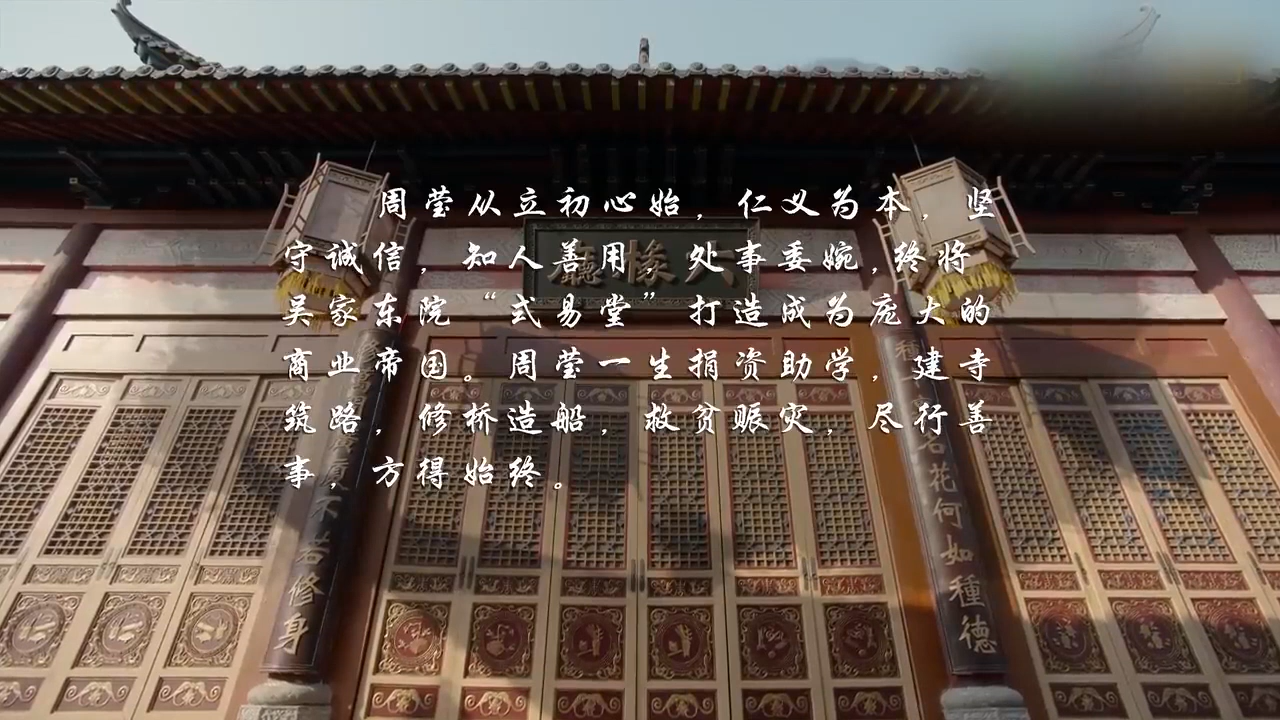 周莹从立初心始，仁义为本，坚
守诚信，知人善用，处事委婉，终将
吴家东院“式易堂”打造成为庞大的
商业帝国。周莹一生捐资助学，建寺
筑路，修桥造船，救贫赈灾，尽行善
事，方得始终。
不若修身
種
名花何如種德